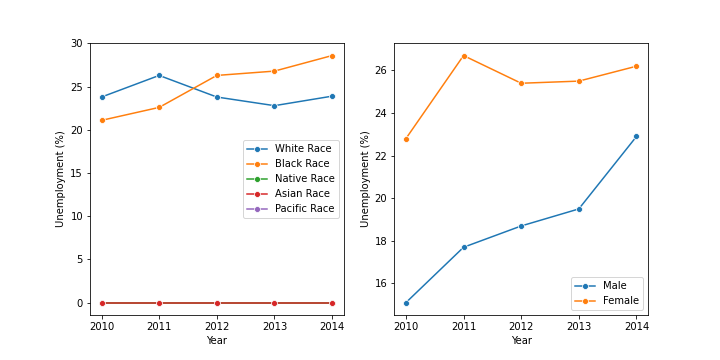 30
25
20
15
10
5
0
Unemployment (%)
White Race
Black Race
Native Race
Asian Race
Pacific Race
2010 2011 2012 2013 2014
Year
26
24
22
20
18
16
Unemployment (%)
Male
Female
2010 2011 2012 2013 2014
Year